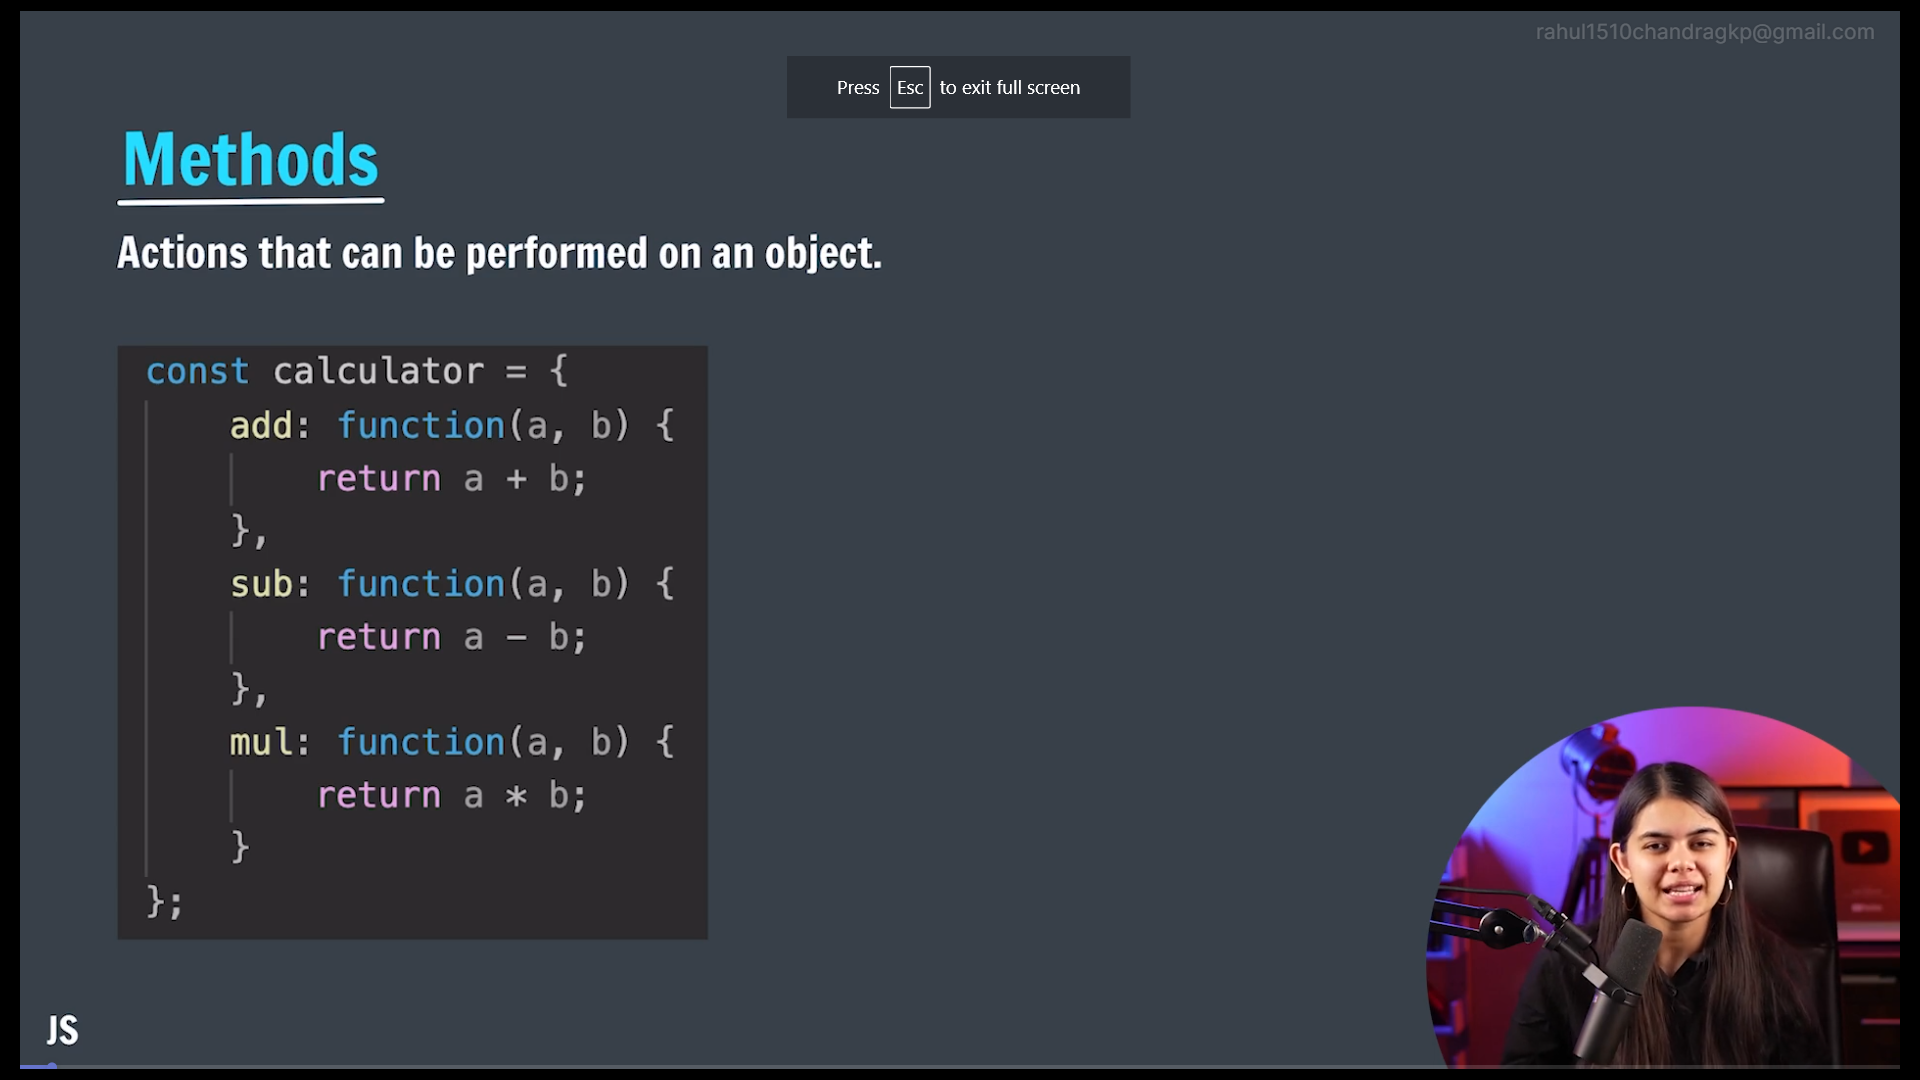 rahul1510chandragkp@gmail.com
Press Esc to exit full screen
Methods
Actions that can be performed on an object.
const calculator = {
    add: function(a, b) {
        return a + b;
    },
    sub: function(a, b) {
        return a - b;
    },
    mul: function(a, b) {
        return a * b;
    }
};
JS